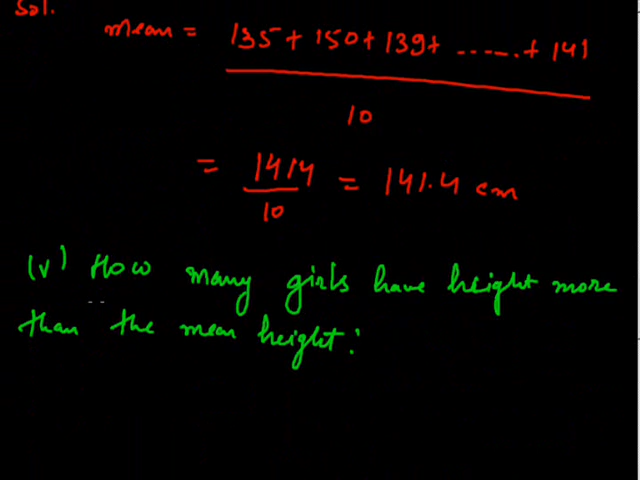 Sol.
mean = 135 + 150 + 139 + ...... + 141
10
= 1414 = 141.4 cm
10
(v) How many girls have height more
than the mean height: